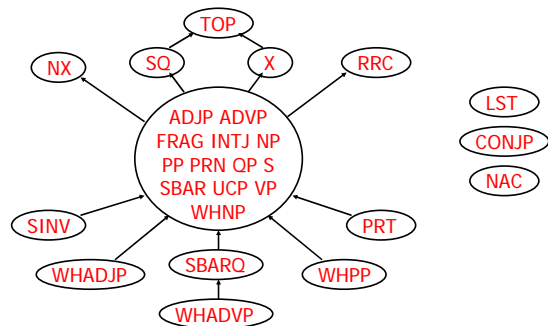 TOP
SQ
X
NX
RRC
ADJP ADVP
FRAG INTJ NP
PP PRN QP S
SBAR UCP VP
WHNP
LST
CONJP
NAC
SINV
PRT
WHADJP
SBARQ
WHPP
WHADVP